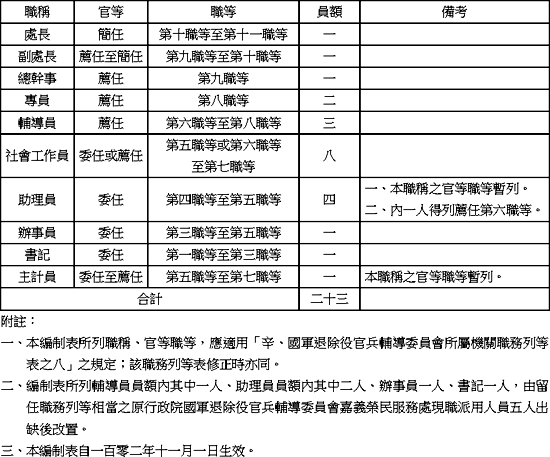 職稱 官等 職等 員額 備考
處長 簡任 第十職等至第十一職等 一
副處長 薦任至簡任 第九職等至第十職等 一
總幹事 薦任 第九職等 一
專員 薦任 第八職等 二
輔導員 薦任 第六職等至第八職等 三
社會工作員 委任或薦任 第五職等或第六職等 八
至第七職等
助理員 委任 第四職等至第五職等 四 一、本職稱之官等職等暫列。
二、內一人得列薦任第六職等。
辦事員 委任 第三職等至第五職等 一
書記 委任 第一職等至第三職等 一
主計員 委任至薦任 第五職等至第七職等 一 本職稱之官等職等暫列。
合計 二十三
附註：
一、本編制表所列職稱、官等職等，應適用「辛、國軍退除役官兵輔導委員會所屬機關職務列等
表之八」之規定；該職務列等表修正時亦同。
二、編制表所列輔導員員額內其中一人、助理員員額內其中二人、辦事員一人、書記一人，由留
任職務列等相當之原行政院國軍退除役官兵輔導委員會嘉義榮民服務處現職派用人員五人出
缺後改置。
三、本編制表自一百零二年十一月一日生效。